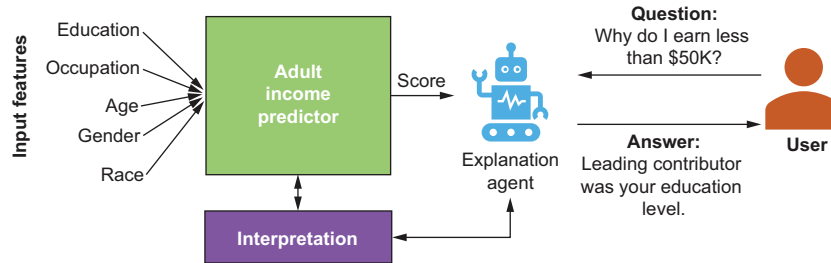 Input features
Education
Occupation
Age
Gender
Race
Adult
income
predictor
Interpretation
Score
Explanation
agent
Question:
Why do I earn less
than $50K?
Answer:
Leading contributor
was your education
level.
User